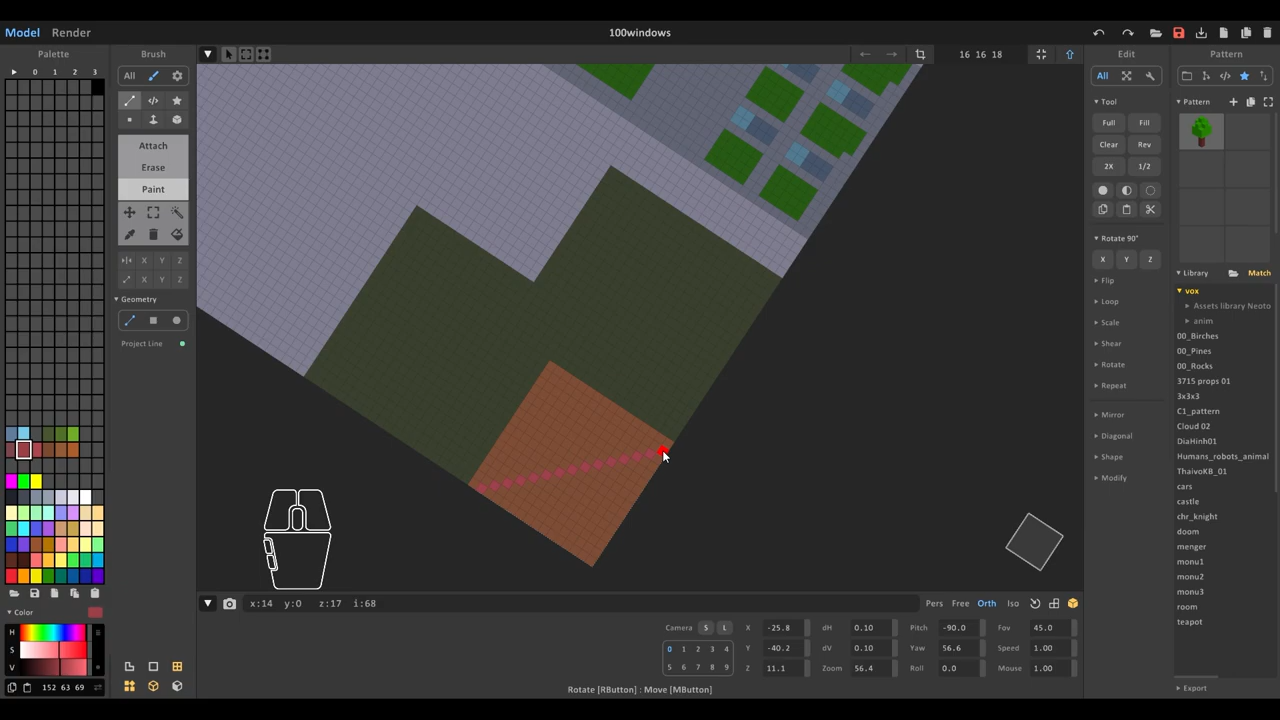 Model Render
100windows
Palette
0 1 2 3
Brush
All
Attach
Erase
Paint
X Y Z
X Y Z
Geometry
Project Line
Color
H
S
V
152 63 69
16 16 18
Edit
All
Tool
Full Fill
Clear Rev
2X 1/2
Rotate 90°
X Y Z
Flip
Loop
Scale
Shear
Rotate
Repeat
Mirror
Diagonal
Shape
Modify
Pattern
Pattern
Library Match
vox
Assets library Neoto
anim
00_Birches
00_Pines
00_Rocks
3715 props 01
3x3x3
C1_pattern
Cloud 02
DiaHinh01
Humans_robots_animal
ThaivoKB_01
cars
castle
chr_knight
doom
menger
monu1
monu2
monu3
room
teapot
Export
x:14 y:0 z:17 i:68
Pers Free Orth Iso
Camera S L X -25.8 dH 0.10 Pitch -90.0 Fov 45.0
0 1 2 3 4 Y -40.2 dV 0.10 Yaw 56.6 Speed 1.00
5 6 7 8 9 Z 11.1 Zoom 56.4 Roll 0.0 Mouse 1.00
Rotate [RButton] : Move [MButton]